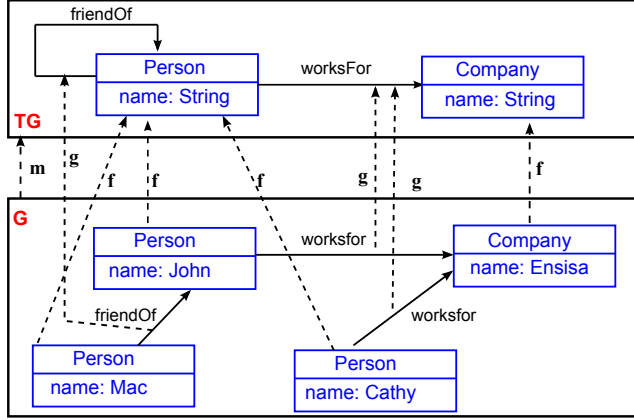 friendOf
Person
name: String
worksFor
Company
name: String
TG
m
g
f
f
f
g
g
f
G
Person
name: John
worksfor
Company
name: Ensisa
friendOf
worksfor
Person
name: Mac
Person
name: Cathy